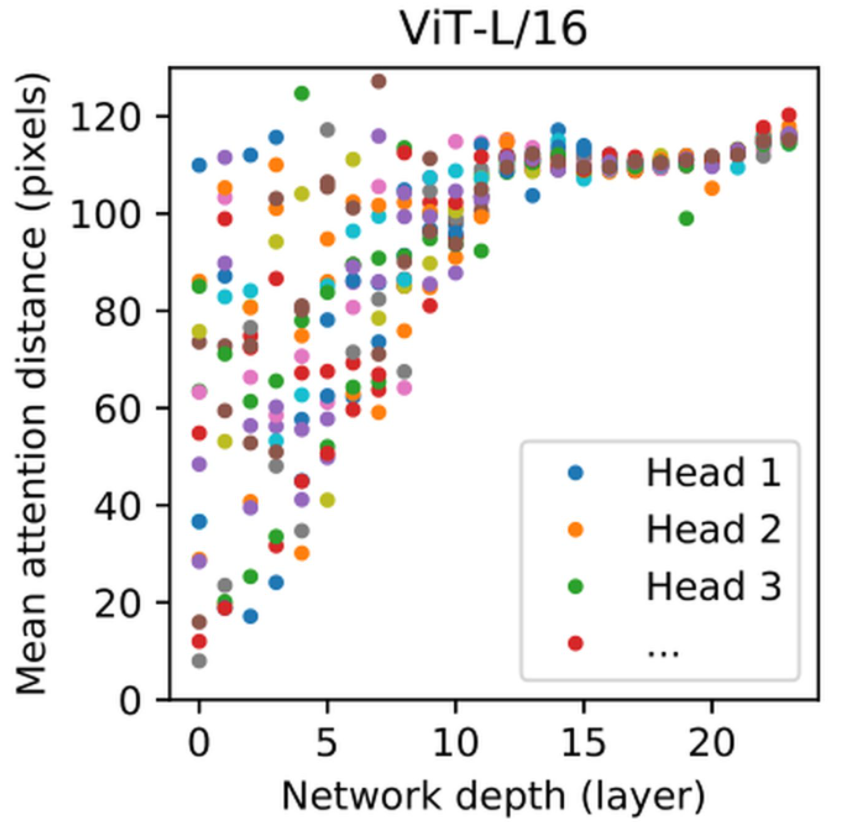 ViT-L/16
Mean attention distance (pixels)
120
100
80
60
40
20
0
Head 1
Head 2
Head 3
...
0 5 10 15 20
Network depth (layer)